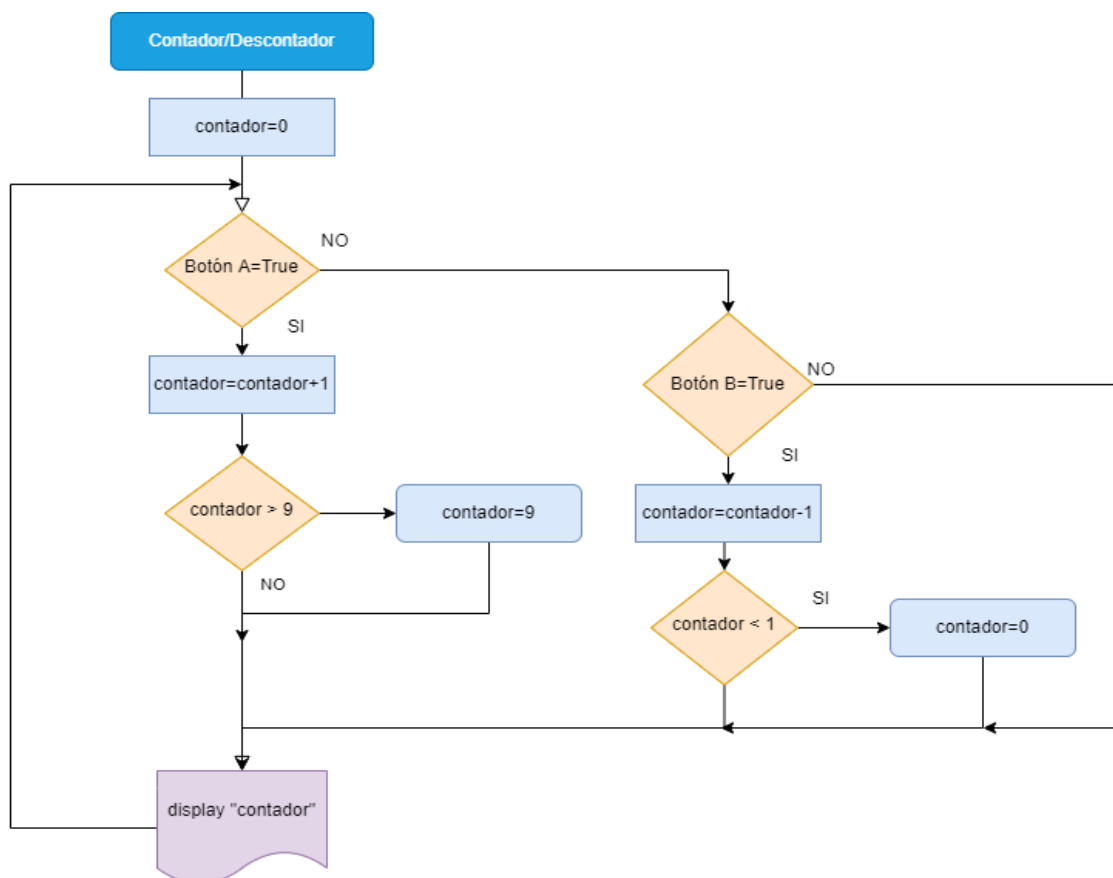 Contador/Descontador
contador=0
Botón A=True
NO
SI
contador=contador+1
contador > 9
contador=9
NO
Botón B=True
NO
SI
contador=contador-1
contador < 1
SI
contador=0
display "contador"